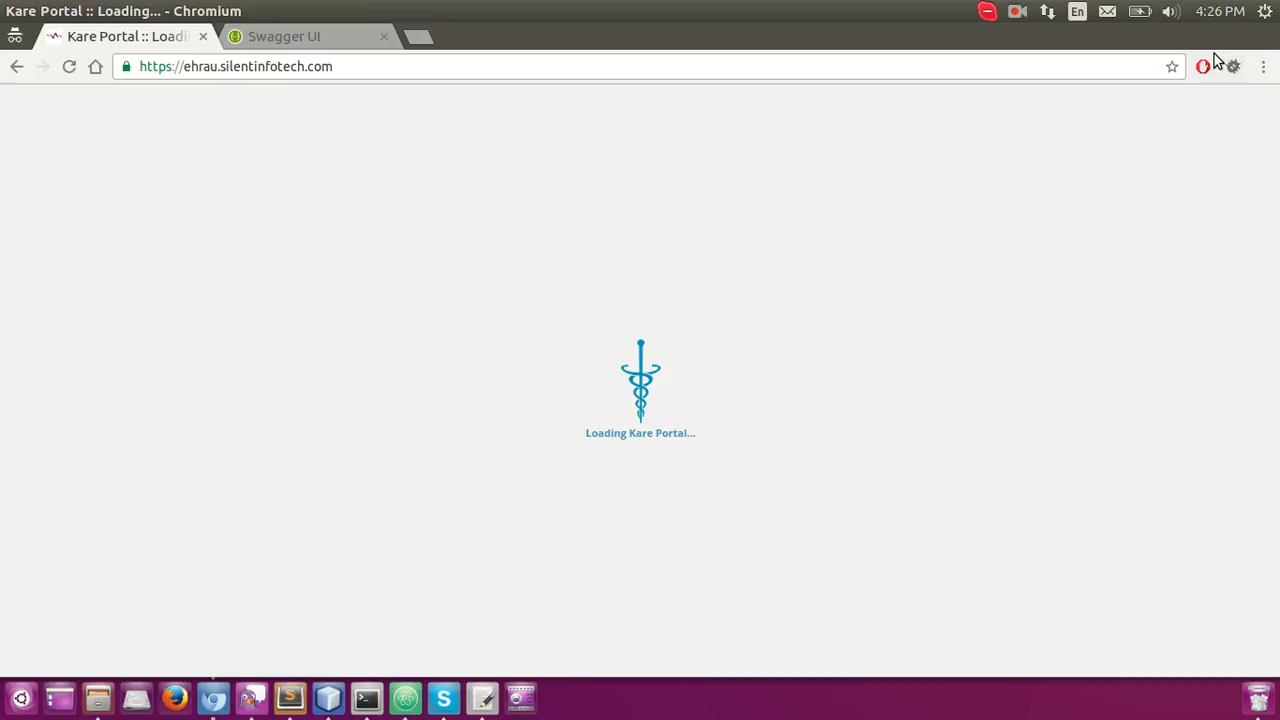 Kare Portal :: Loading... - Chromium
En
4:26 PM
Kare Portal :: Loadi
Swagger UI
https://ehrau.silentinfotech.com
Loading Kare Portal...